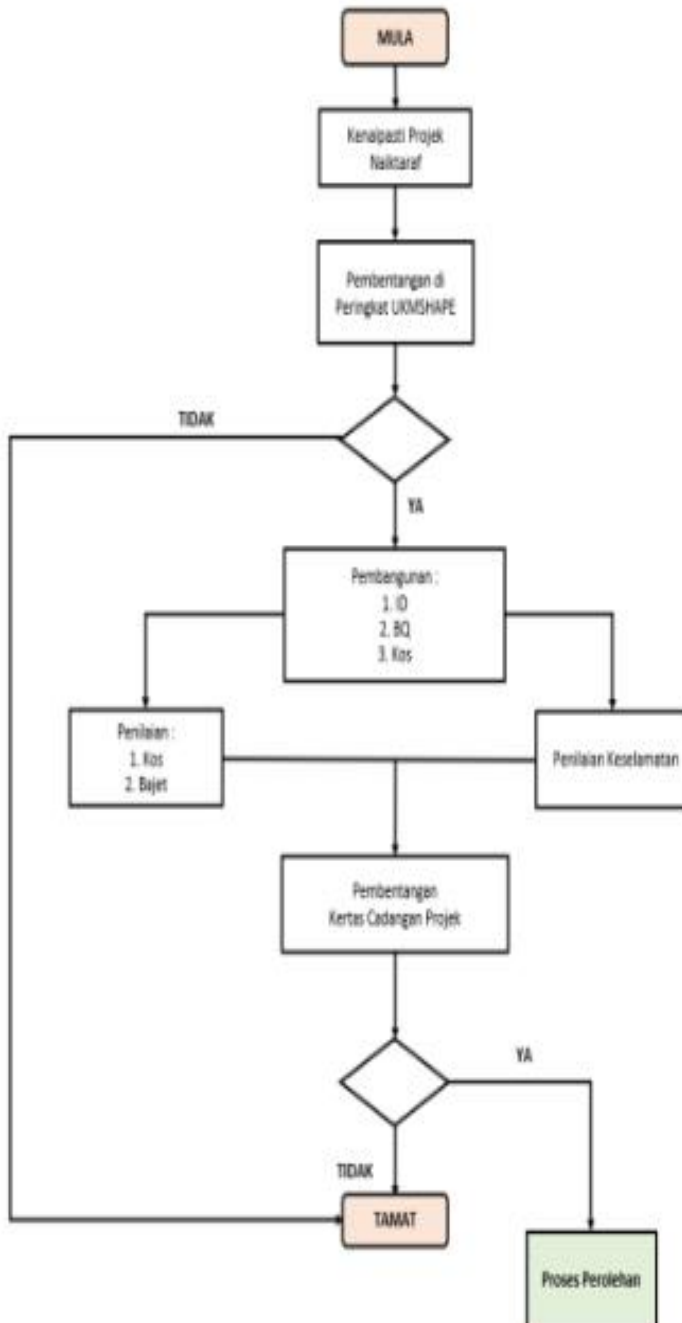 MULA
Kenalpasti Projek
Naiktaraf
Pembentangan di
Peringkat UKMSHAPE
TIDAK
YA
Pembangunan :
1. ID
2. BQ
3. Kos
Penilaian :
1. Kos
2. Bajet
Penilaian Keselamatan
Pembentangan
Kertas Cadangan Projek
YA
TIDAK
TAMAT
Proses Perolehan